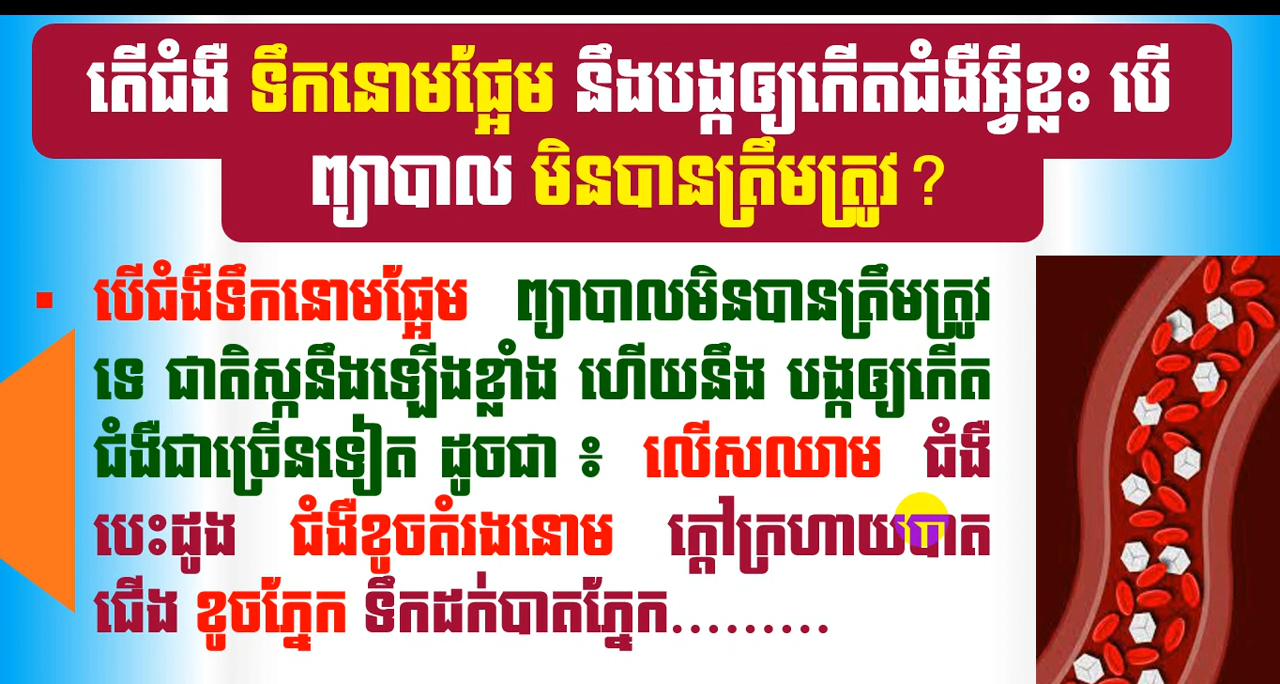 តើជំងឺ ទឹកនោមផ្អែម នឹងបង្កឲ្យកើតជំងឺអ្វីខ្លះ បើ
ព្យាបាល មិនបានត្រឹមត្រូវ ?
▪ បើជំងឺទឹកនោមផ្អែម ព្យាបាលមិនបានត្រឹមត្រូវ
ទេ ជាតិស្កនឹងឡើងខ្លាំង ហើយនឹង បង្កឲ្យកើត
ជំងឺជាច្រើនទៀត ដូចជា ៖ លើសឈាម ជំងឺ
បេះដូង ជំងឺខូចតំរងនោម ក្តៅក្រហាយបាត
ជើង ខូចភ្នែក ទឹកដក់បាតភ្នែក.........